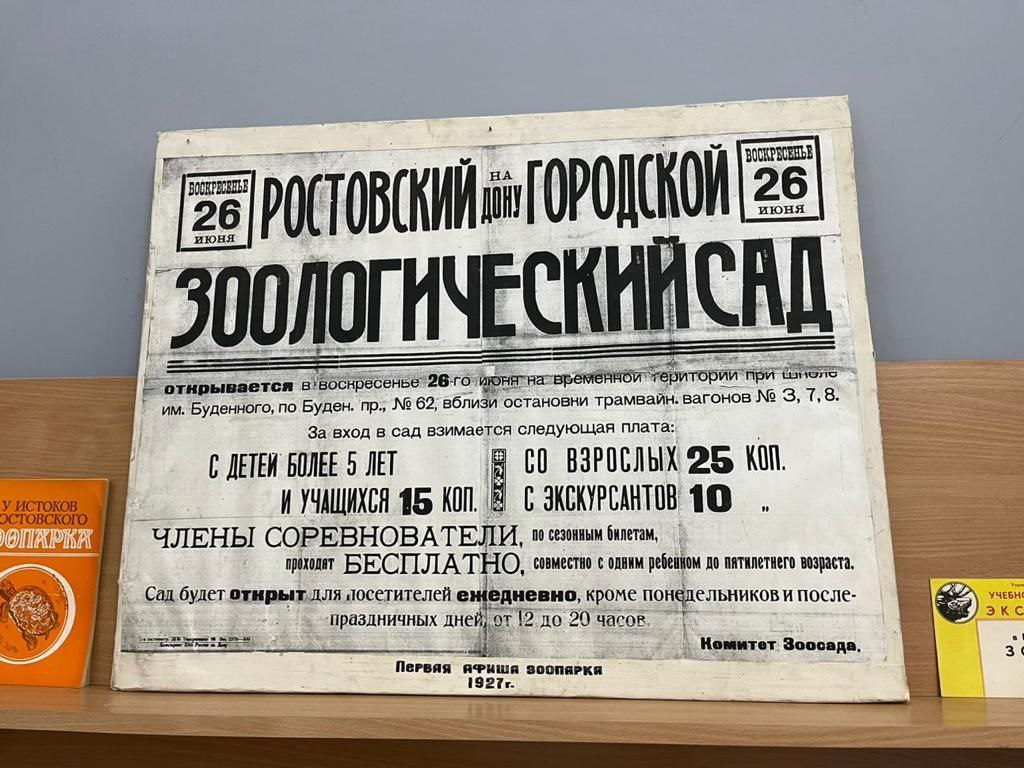 ВОСКРЕСЕНЬЕ
26
ИЮНЯ
РОСТОВСКИЙ НА ДОНУ ГОРОДСКОЙ
ВОСКРЕСЕНЬЕ
26
ИЮНЯ
ЗООЛОГИЧЕСКИЙ САД
открывается в воскресенье 26-го июня на временной територии при школе
им. Буденного, по Буден. пр., № 62, вблизи остановни трамвайн. вагонов № 3, 7, 8.
За вход в сад взимается следующая плата:
С ДЕТЕЙ БОЛЕЕ 5 ЛЕТ
И УЧАЩИХСЯ 15 КОП.
СО ВЗРОСЛЫХ 25 КОП.
С ЭКСКУРСАНТОВ 10 „
ЧЛЕНЫ СОРЕВНОВАТЕЛИ, по сезонным билетам,
проходят БЕСПЛАТНО, совместно с одним ребенном до пятилетнего возраста.
Сад будет открыт для посетителей ежедневно, кроме понедельников и после-
праздничных дней, от 12 до 20 часов.
Комитет Зоосада.
Первая афиша зоопарка
1927г.
У ИСТОКОВ
РОСТОВСКОГО
ЗООПАРКА
УЧЕБНО
ЭКС